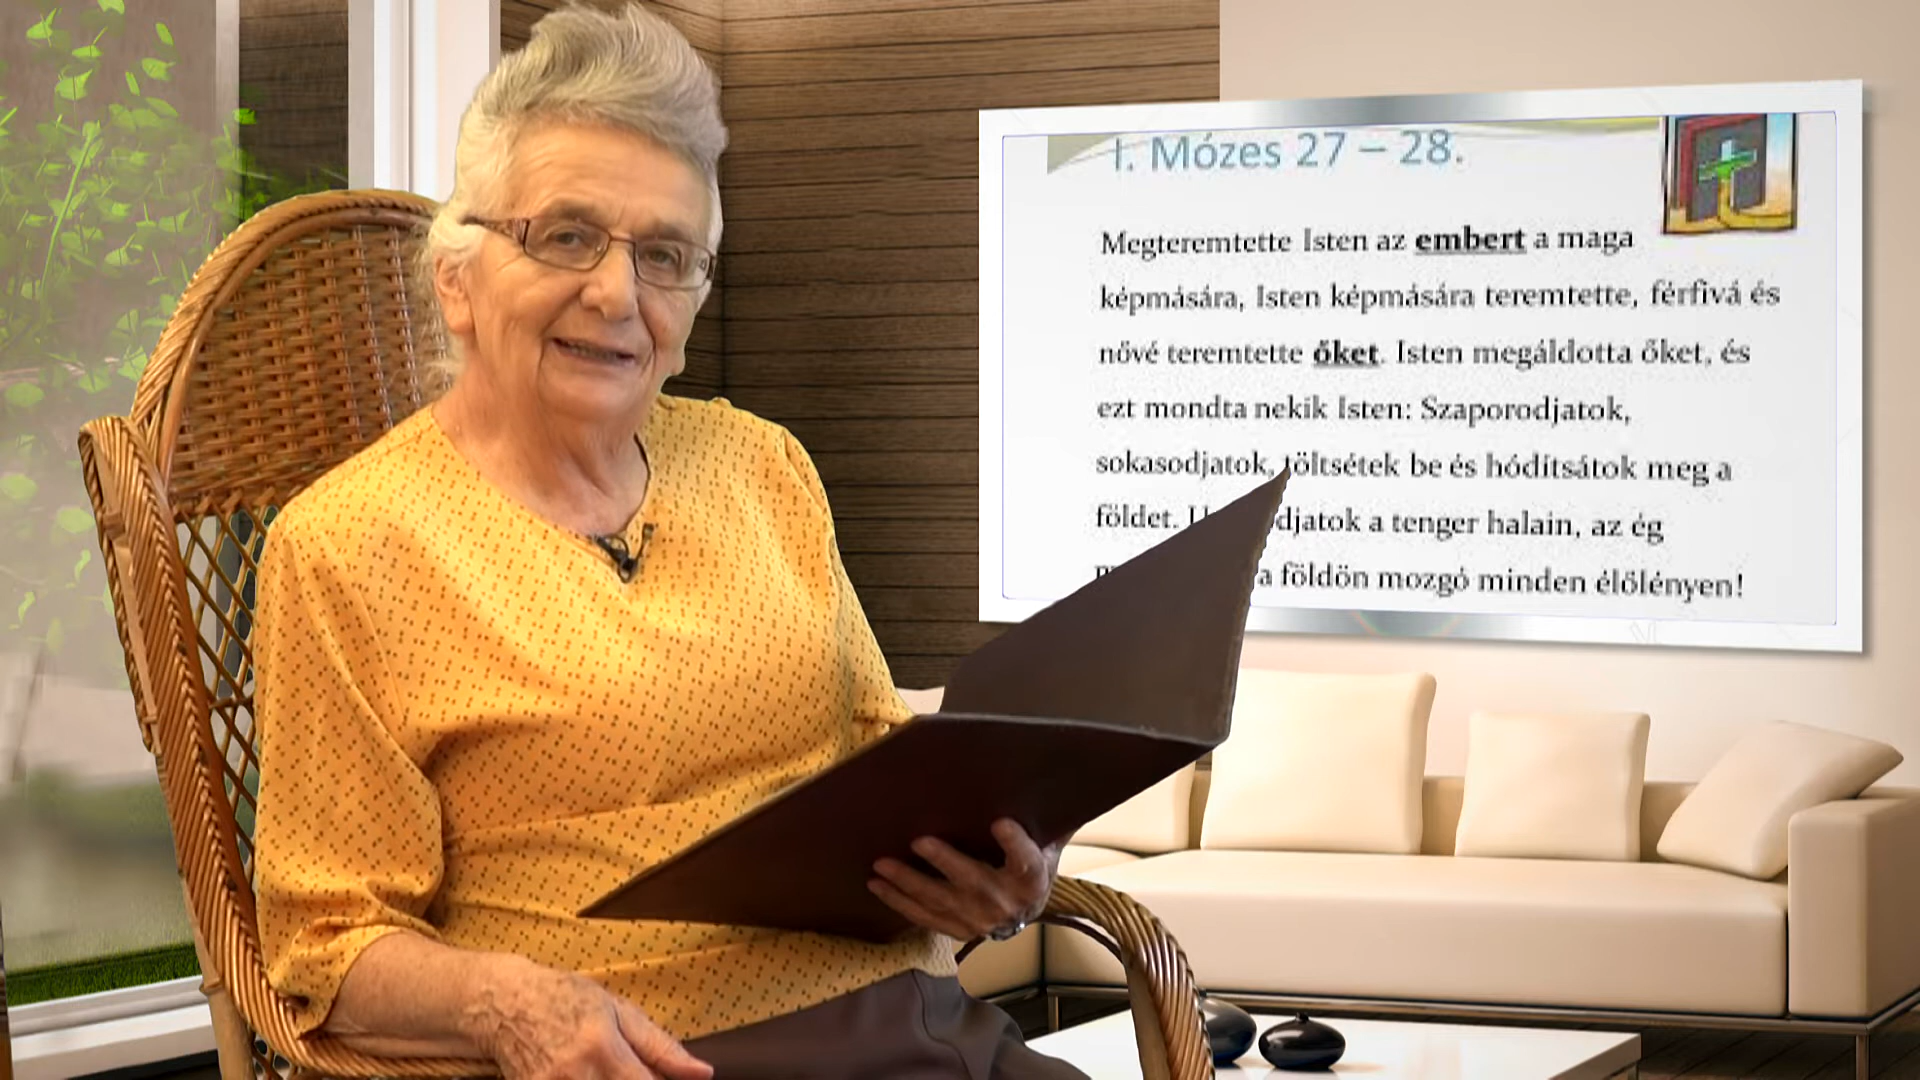 I. Mózes 27 – 28.
Megteremtette Isten az embert a maga
képmására, Isten képmására teremtette, férfivá és
nővé teremtette őket. Isten megáldotta őket, és
ezt mondta nekik Isten: Szaporodjatok,
sokasodjatok, töltsétek be és hódítsátok meg a
földet. djatok a tenger halain, az ég
a földön mozgó minden élőlényen!